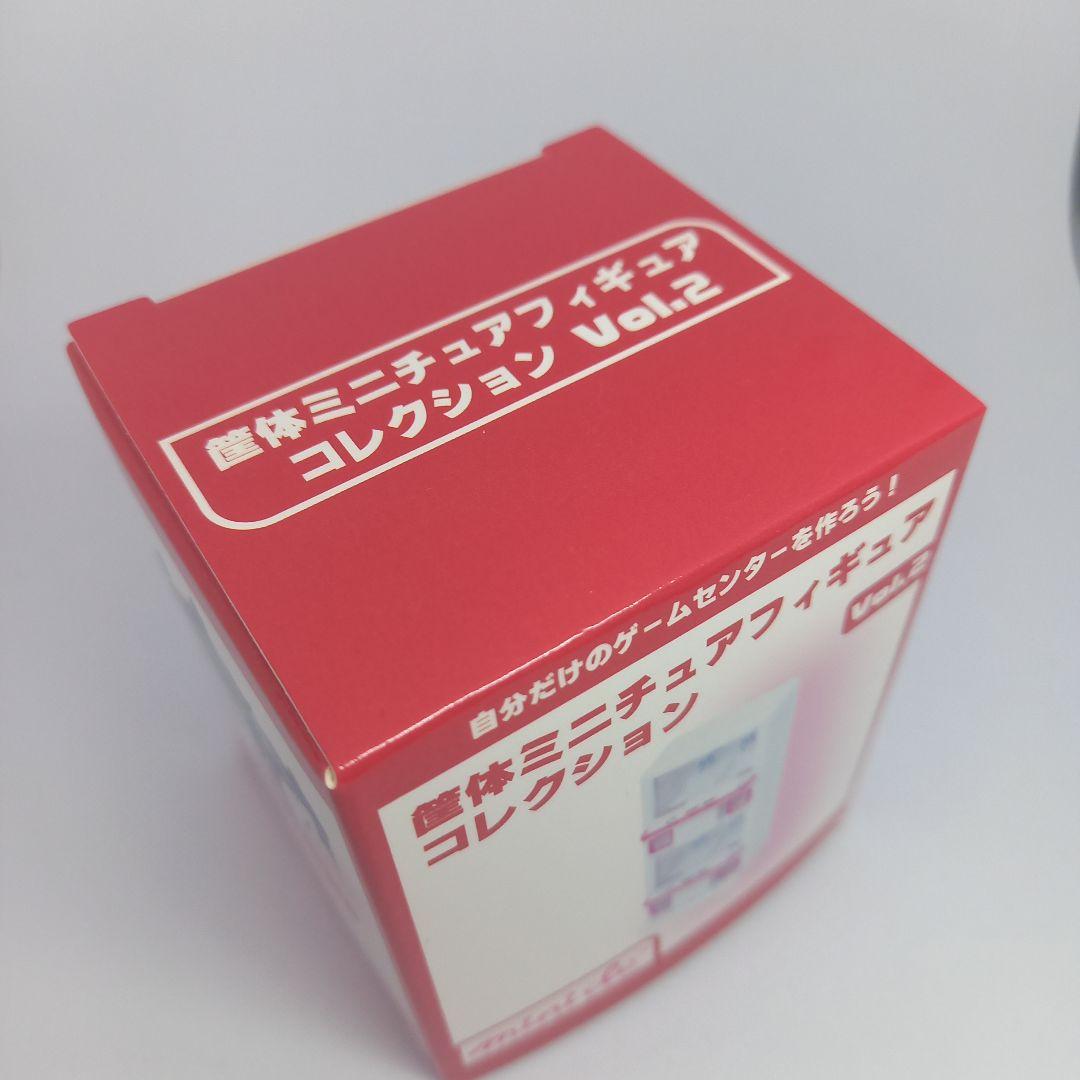 筐体ミニチュアフィギュア
コレクション Vol.2
自分だけのゲームセンターを作ろう!
筐体ミニチュアフィギュア
コレクション
Vol.2